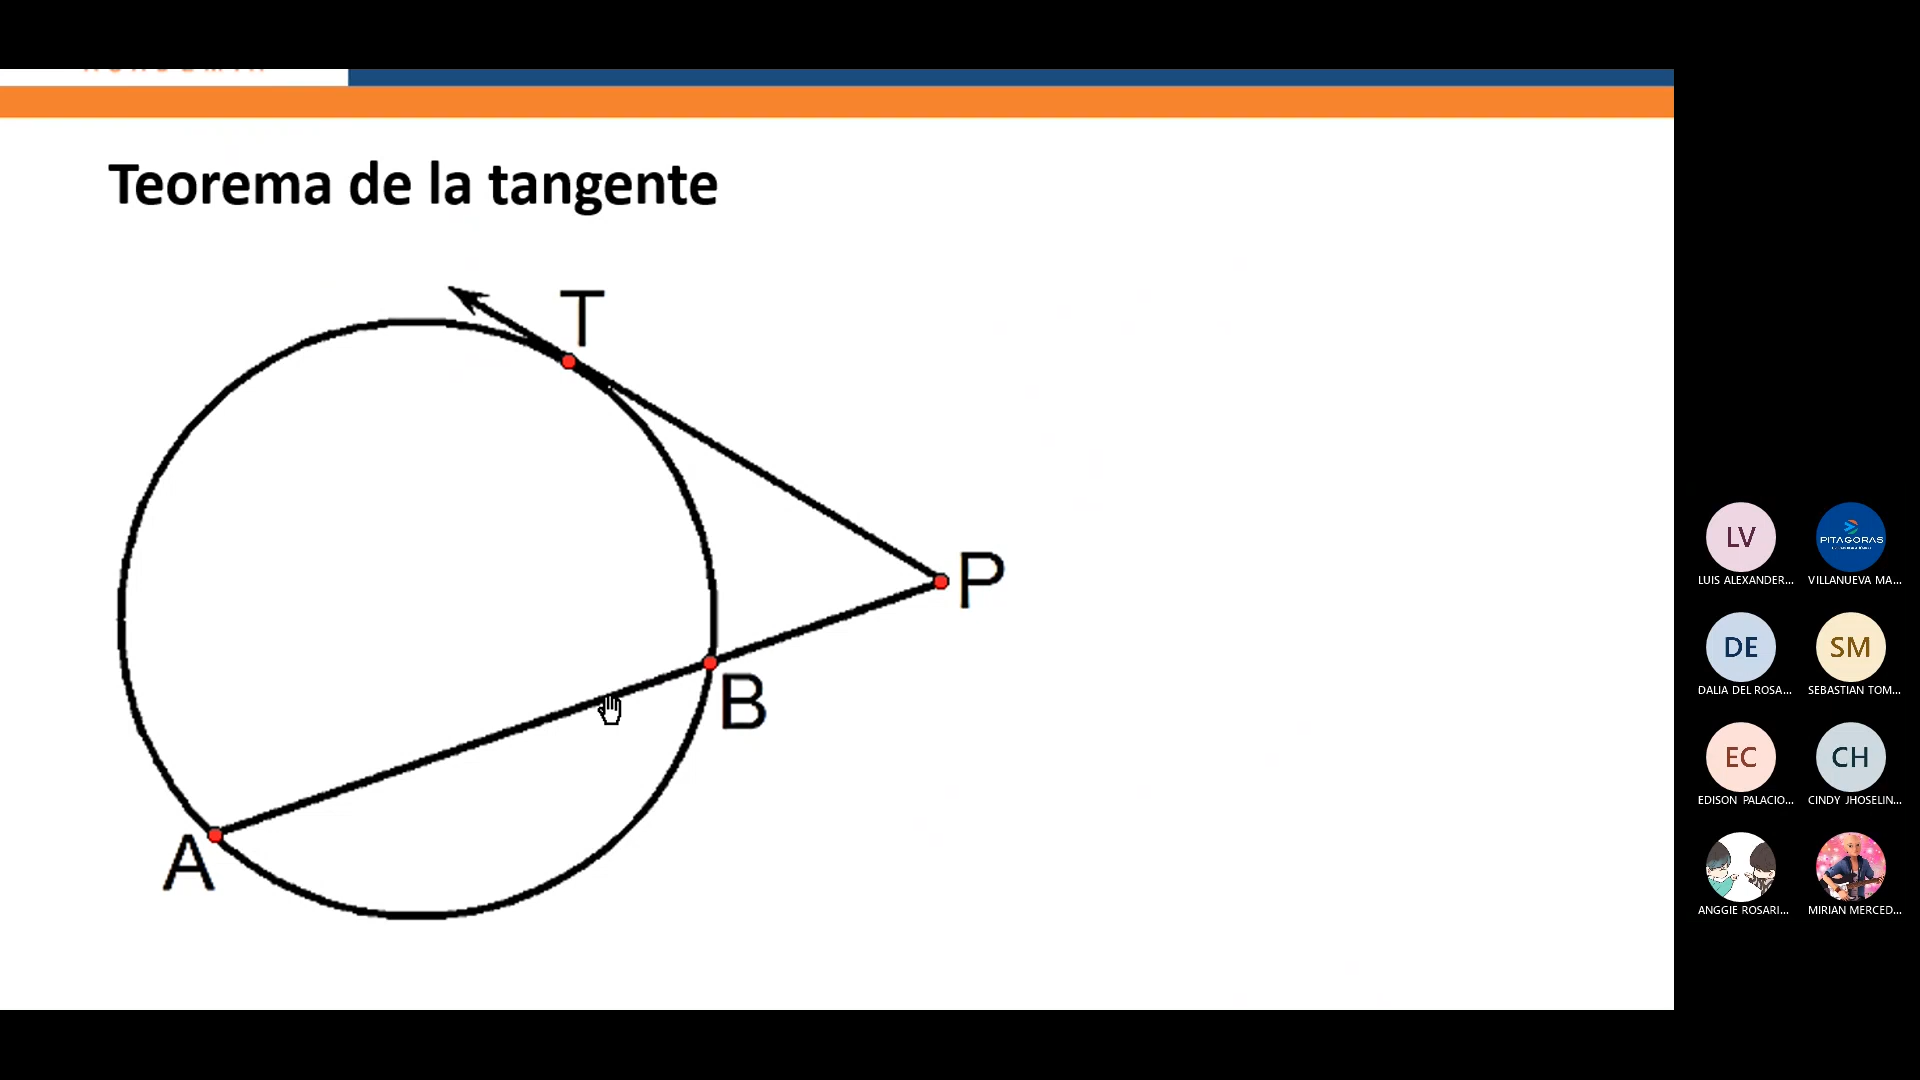 Teorema de la tangente
T
P
B
A
LV
LUIS ALEXANDER...
PITAGORAS
VILLANUEVA MA...
DE
DALIA DEL ROSA...
SM
SEBASTIAN TOM...
EC
EDISON PALACIO...
CH
CINDY JHOSELIN...
ANGGIE ROSARI...
MIRIAN MERCED...